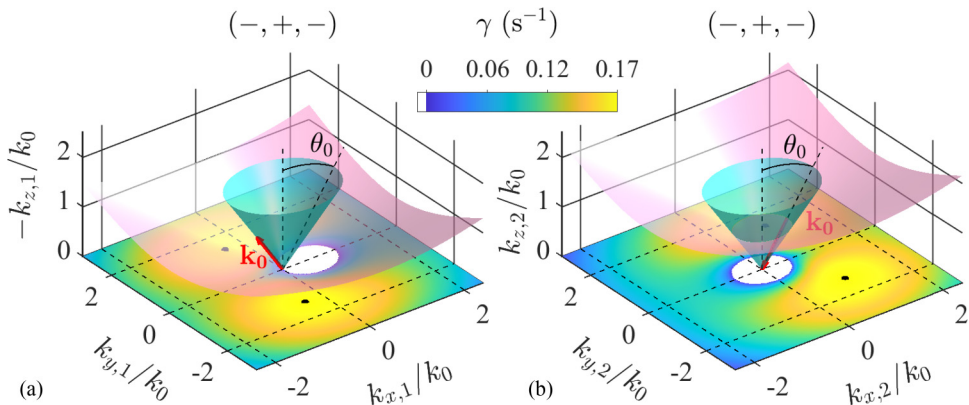 (−, +, −)
γ (s⁻¹)
0 0.06 0.12 0.17
(−, +, −)
θ₀
θ₀
−k_{z,1}/k₀
2
1
0
k₀
k_{z,2}/k₀
2
1
0
k₀
2
0
-2
k_{y,1}/k₀
-2
0
2
k_{x,1}/k₀
2
0
-2
k_{y,2}/k₀
-2
0
2
k_{x,2}/k₀
(a)
(b)